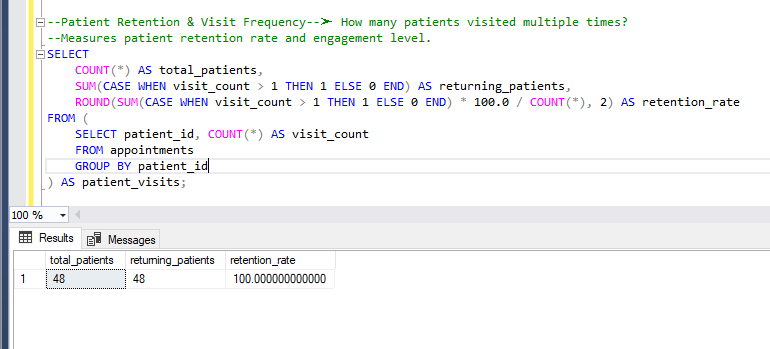 --Patient Retention & Visit Frequency--➤ How many patients visited multiple times?
--Measures patient retention rate and engagement level.
SELECT
    COUNT(*) AS total_patients,
    SUM(CASE WHEN visit_count > 1 THEN 1 ELSE 0 END) AS returning_patients,
    ROUND(SUM(CASE WHEN visit_count > 1 THEN 1 ELSE 0 END) * 100.0 / COUNT(*), 2) AS retention_rate
FROM (
    SELECT patient_id, COUNT(*) AS visit_count
    FROM appointments
    GROUP BY patient_id
) AS patient_visits;
100 %
Results Messages
total_patients returning_patients retention_rate
1 48 48 100.000000000000